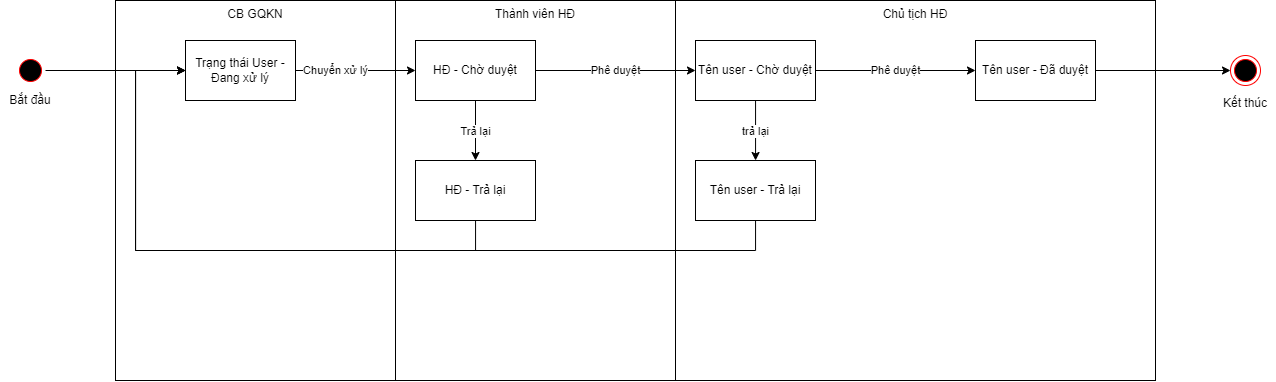 CB GQKN
Thành viên HĐ
Chủ tịch HĐ
Bắt đầu
Trạng thái User -
Đang xử lý
Chuyển xử lý
HĐ - Chờ duyệt
Phê duyệt
Tên user - Chờ duyệt
Phê duyệt
Tên user - Đã duyệt
Kết thúc
Trả lại
trả lại
HĐ - Trả lại
Tên user - Trả lại